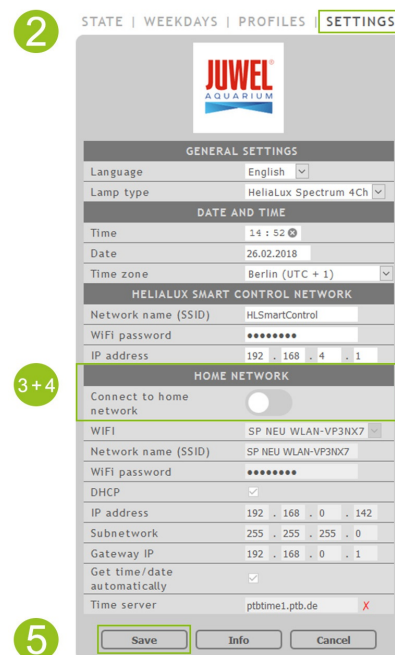 2
STATE | WEEKDAYS | PROFILES | SETTINGS
JUWEL
AQUARIUM
GENERAL SETTINGS
Language English
Lamp type HeliaLux Spectrum 4Ch
DATE AND TIME
Time 14 : 52
Date 26.02.2018
Time zone Berlin (UTC + 1)
HELIALUX SMART CONTROL NETWORK
Network name (SSID) HLSmartControl
WiFi password ••••••••
IP address 192 . 168 . 4 . 1
3+4
HOME NETWORK
Connect to home
network
WIFI SP NEU WLAN-VP3NX7
Network name (SSID) SP NEU WLAN-VP3NX7
WiFi password ••••••••
DHCP
IP address 192 . 168 . 0 . 142
Subnetwork 255 . 255 . 255 . 0
Gateway IP 192 . 168 . 0 . 1
Get time/date
automatically
Time server ptbtime1.ptb.de X
5
Save Info Cancel